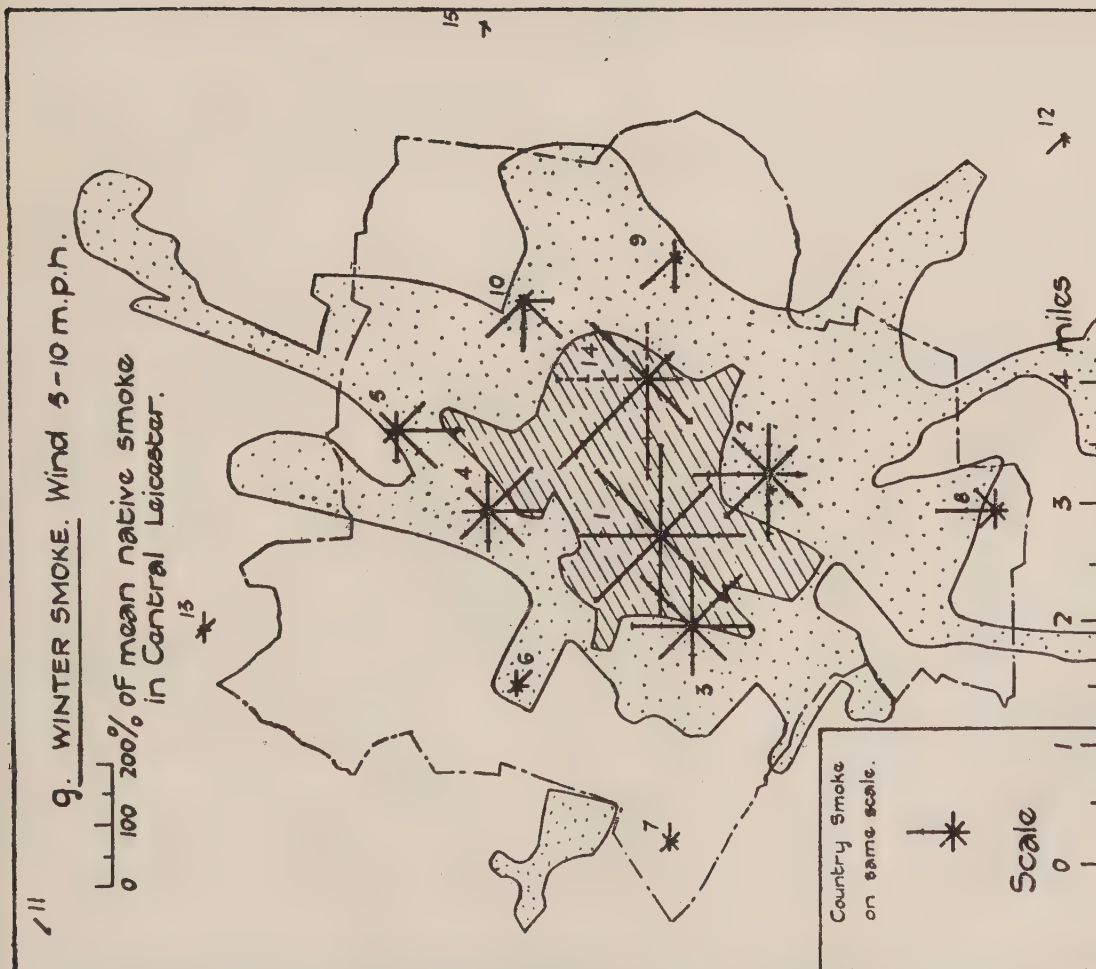 g. WINTER SMOKE. Wind 5-10 m.p.h.
0 100 200% of mean native smoke
in Central Leicester.
11
13
15
5
4
10
6
9
14
1
2
3
7
12
8
Country Smoke
on same scale.
Scale
0 1 2 3 4 miles